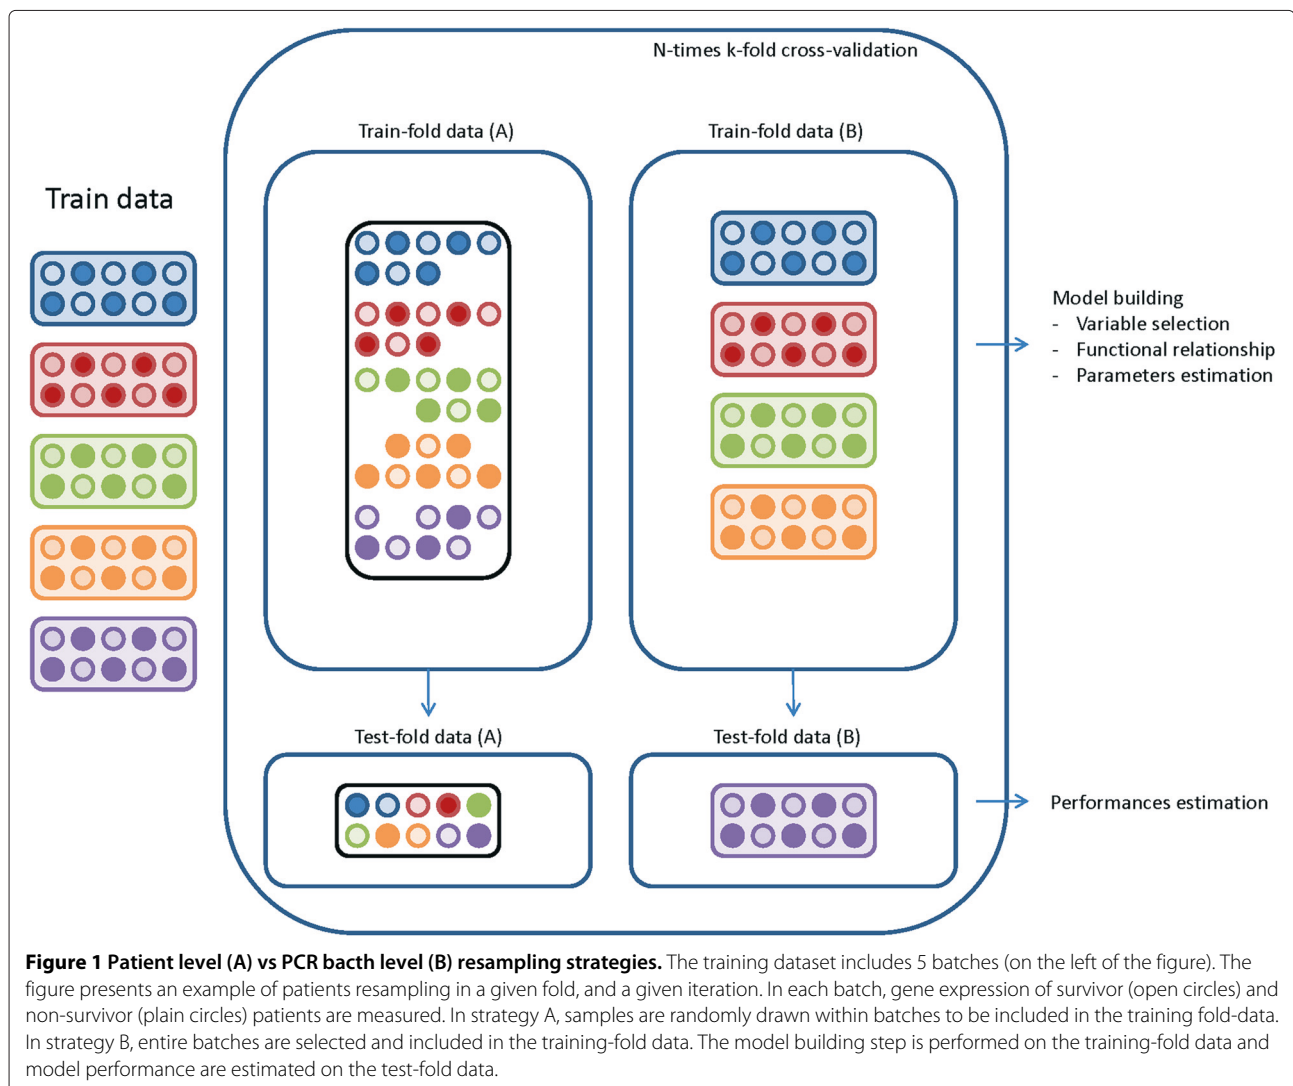 N-times k-fold cross-validation
Train-fold data (A)
Train-fold data (B)
Train data
Model building
- Variable selection
- Functional relationship
- Parameters estimation
Test-fold data (A)
Test-fold data (B)
Performances estimation
Figure 1 Patient level (A) vs PCR bacth level (B) resampling strategies. The training dataset includes 5 batches (on the left of the figure). The
figure presents an example of patients resampling in a given fold, and a given iteration. In each batch, gene expression of survivor (open circles) and
non-survivor (plain circles) patients are measured. In strategy A, samples are randomly drawn within batches to be included in the training fold-data.
In strategy B, entire batches are selected and included in the training-fold data. The model building step is performed on the training-fold data and
model performance are estimated on the test-fold data.